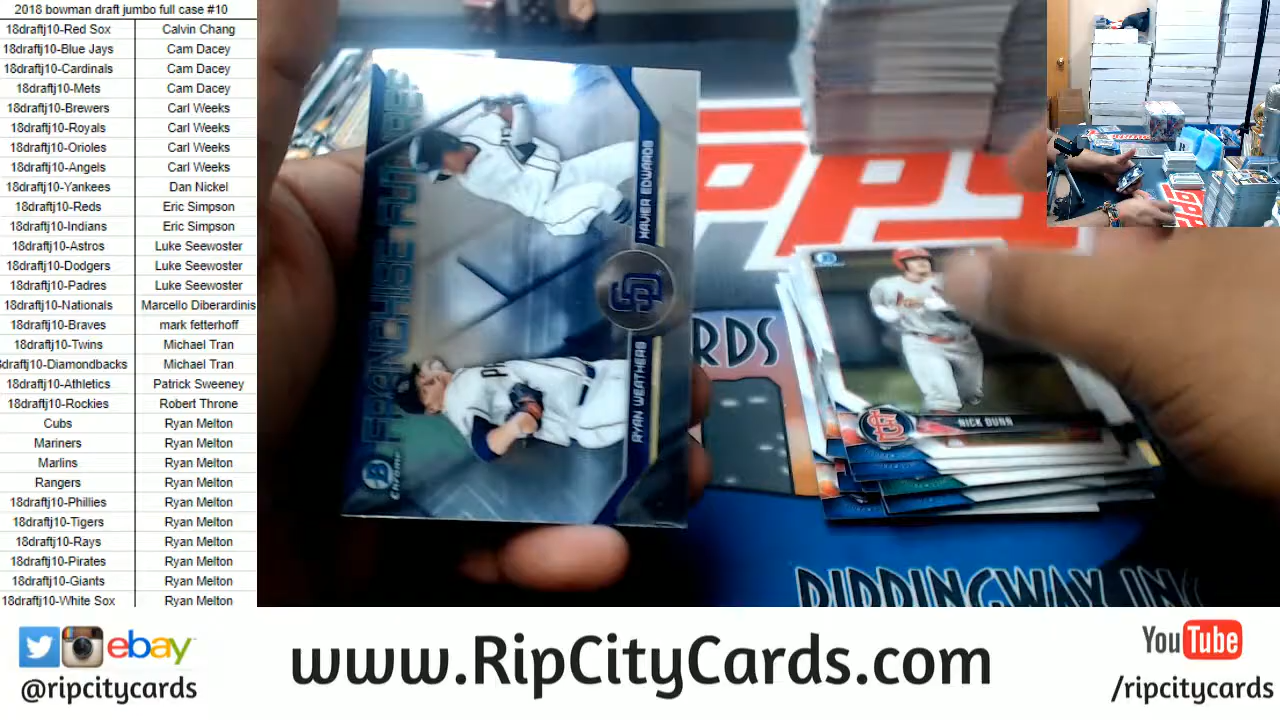 2018 bowman draft jumbo full case #10
18draftj10-Red Sox Calvin Chang
18draftj10-Blue Jays Cam Dacey
18draftj10-Cardinals Cam Dacey
18draftj10-Mets Cam Dacey
18draftj10-Brewers Carl Weeks
18draftj10-Royals Carl Weeks
18draftj10-Orioles Carl Weeks
18draftj10-Angels Carl Weeks
18draftj10-Yankees Dan Nickel
18draftj10-Reds Eric Simpson
18draftj10-Indians Eric Simpson
18draftj10-Astros Luke Seewoster
18draftj10-Dodgers Luke Seewoster
18draftj10-Padres Luke Seewoster
18draftj10-Nationals Marcello Diberardinis
18draftj10-Braves mark fetterhoff
18draftj10-Twins Michael Tran
8draftj10-Diamondbacks Michael Tran
18draftj10-Athletics Patrick Sweeney
18draftj10-Rockies Robert Throne
Cubs Ryan Melton
Mariners Ryan Melton
Marlins Ryan Melton
Rangers Ryan Melton
18draftj10-Phillies Ryan Melton
18draftj10-Tigers Ryan Melton
18draftj10-Rays Ryan Melton
18draftj10-Pirates Ryan Melton
18draftj10-Giants Ryan Melton
18draftj10-White Sox Ryan Melton
FRANCHISE FUTURES
XAVIER EDWARDS
SD
RYAN WEATHERS
B Chrome
NICK DUNN
RDS
RIPPINGWAX IN
ebay
@ripcitycards
www.RipCityCards.com
YouTube
/ripcitycards